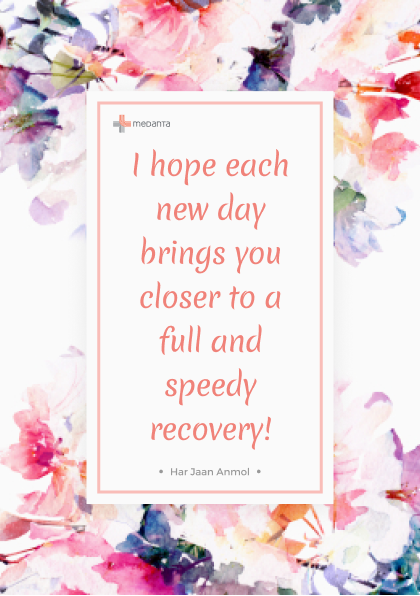 medanta
I hope each
new day
brings you
closer to a
full and
speedy
recovery!
• Har Jaan Anmol •